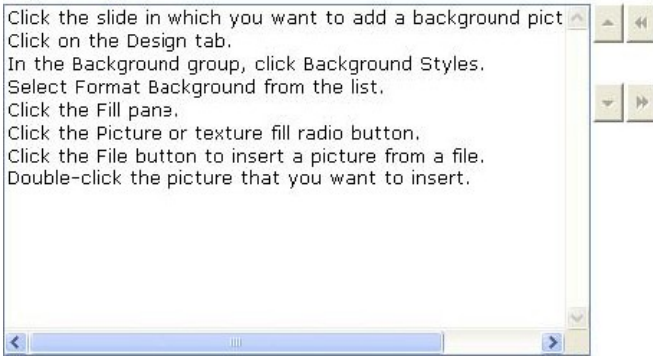 Click the slide in which you want to add a background pict
Click on the Design tab.
In the Background group, click Background Styles.
Select Format Background from the list.
Click the Fill pane.
Click the Picture or texture fill radio button.
Click the File button to insert a picture from a file.
Double-click the picture that you want to insert.